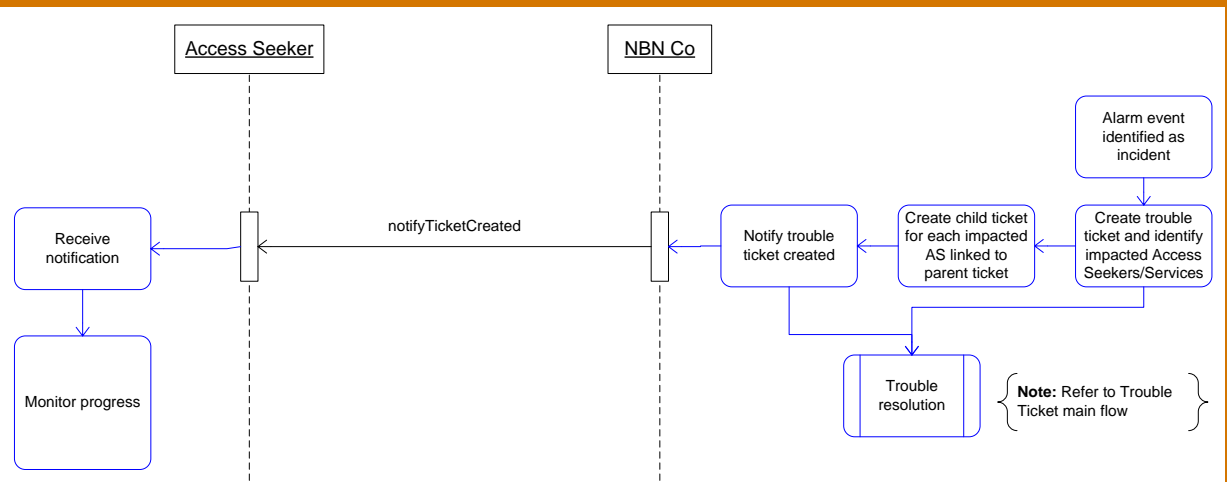 Access Seeker
NBN Co
Alarm event
identified as
incident
Receive
notification
notifyTicketCreated
Notify trouble
ticket created
Create child ticket
for each impacted
AS linked to
parent ticket
Create trouble
ticket and identify
impacted Access
Seekers/Services
Monitor progress
Trouble
resolution
Note: Refer to Trouble
Ticket main flow